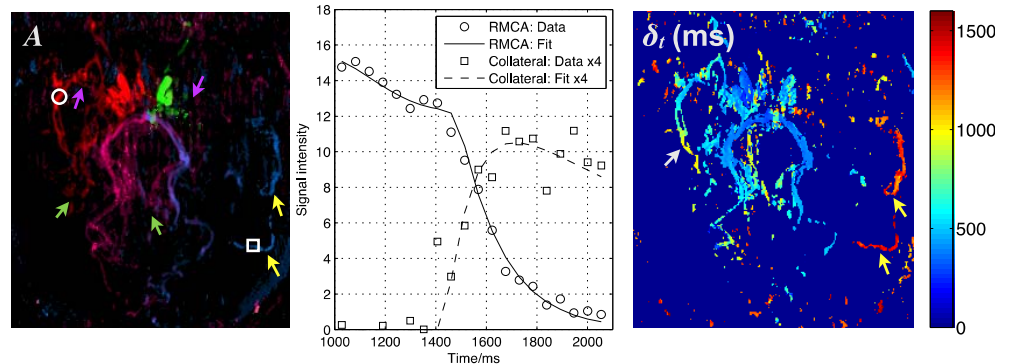 A
Signal intensity
18
16
14
12
10
8
6
4
2
0
RMCA: Data
RMCA: Fit
Collateral: Data x4
Collateral: Fit x4
1000 1200 1400 1600 1800 2000
Time/ms
δt (ms)
1500
1000
500
0